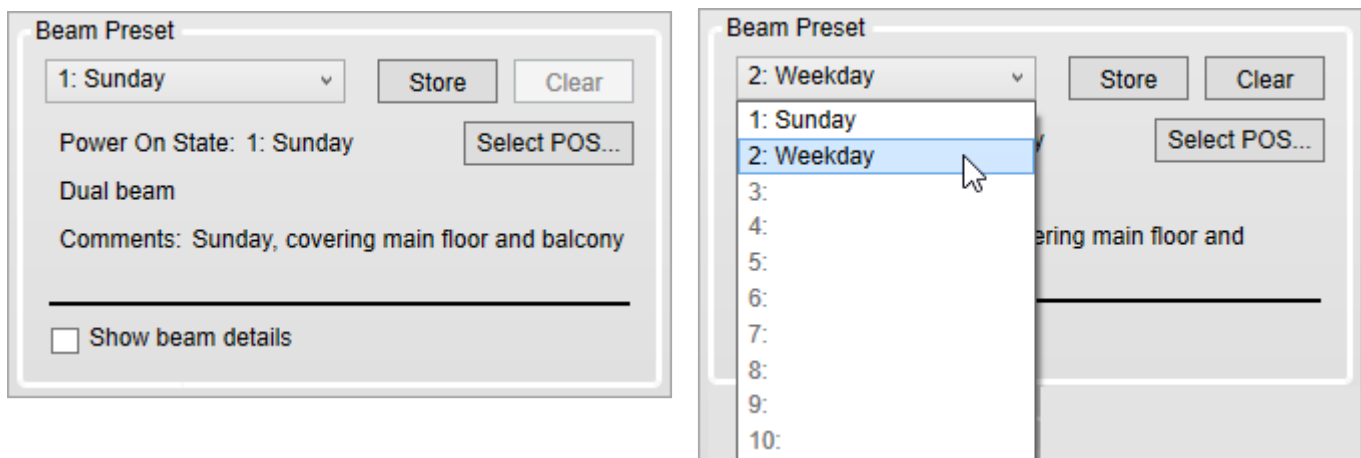 Beam Preset
1: Sunday
Store
Clear
Power On State: 1: Sunday
Select POS...
Dual beam
Comments: Sunday, covering main floor and balcony
Show beam details
Beam Preset
2: Weekday
Store
Clear
1: Sunday
Select POS...
2: Weekday
3:
4:
main floor and
5:
6:
7:
8:
9:
10: